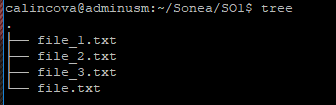 calincova@adminusm:~/Sonea/SO1$ tree
.
├── file_1.txt
├── file_2.txt
├── file_3.txt
└── file.txt